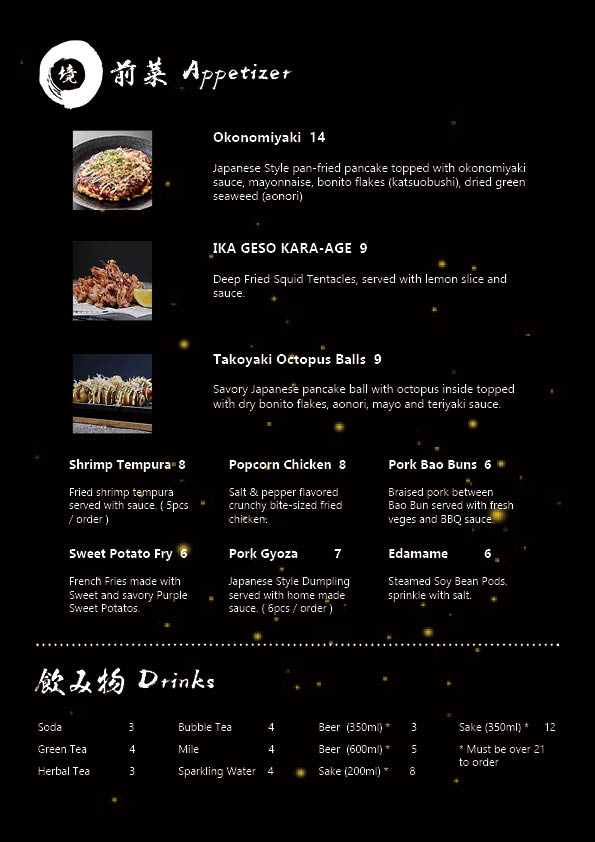 境
前菜 Appetizer
Okonomiyaki 14
Japanese Style pan-fried pancake topped with okonomiyaki
sauce, mayonnaise, bonito flakes (katsuobushi), dried green
seaweed (aonori)
IKA GESO KARA-AGE 9
Deep Fried Squid Tentacles, served with lemon slice and
sauce.
Takoyaki Octopus Balls 9
Savory Japanese pancake ball with octopus inside topped
with dry bonito flakes, aonori, mayo and teriyaki sauce.
Shrimp Tempura 8
Fried shrimp tempura
served with sauce. ( 5pcs
/ order )
Popcorn Chicken 8
Salt & pepper flavored
crunchy bite-sized fried
chicken.
Pork Bao Buns 6
Braised pork between
Bao Bun served with fresh
veges and BBQ sauce.
Sweet Potato Fry 6
French Fries made with
Sweet and savory Purple
Sweet Potatos.
Pork Gyoza 7
Japanese Style Dumpling
served with home made
sauce. ( 6pcs / order )
Edamame 6
Steamed Soy Bean Pods,
sprinkle with salt.
飲み物 Drinks
Soda 3
Green Tea 4
Herbal Tea 3
Bubble Tea 4
Mile 4
Sparkling Water 4
Beer (350ml) * 3
Beer (600ml) * 5
Sake (200ml) * 8
Sake (350ml) * 12
* Must be over 21
to order